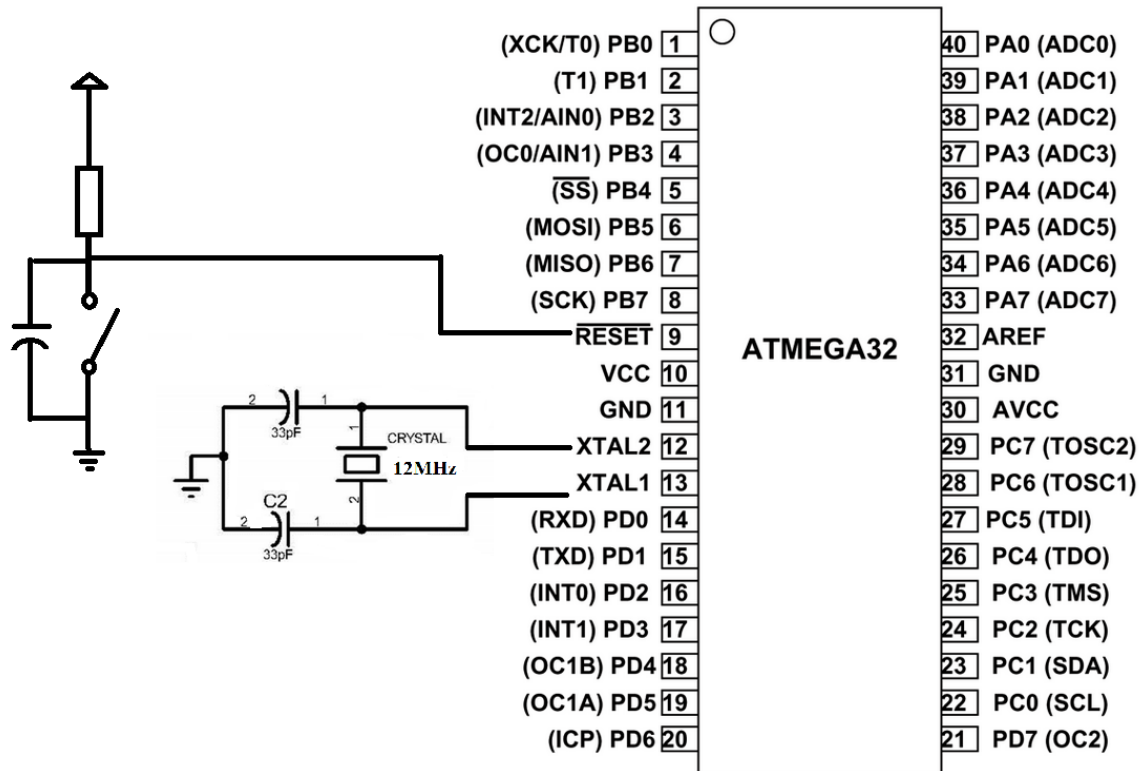 (XCK/T0) PB0 1
(T1) PB1 2
(INT2/AIN0) PB2 3
(OC0/AIN1) PB3 4
(SS) PB4 5
(MOSI) PB5 6
(MISO) PB6 7
(SCK) PB7 8
RESET 9
VCC 10
GND 11
XTAL2 12
XTAL1 13
(RXD) PD0 14
(TXD) PD1 15
(INT0) PD2 16
(INT1) PD3 17
(OC1B) PD4 18
(OC1A) PD5 19
(ICP) PD6 20
ATMEGA32
40 PA0 (ADC0)
39 PA1 (ADC1)
38 PA2 (ADC2)
37 PA3 (ADC3)
36 PA4 (ADC4)
35 PA5 (ADC5)
34 PA6 (ADC6)
33 PA7 (ADC7)
32 AREF
31 GND
30 AVCC
29 PC7 (TOSC2)
28 PC6 (TOSC1)
27 PC5 (TDI)
26 PC4 (TDO)
25 PC3 (TMS)
24 PC2 (TCK)
23 PC1 (SDA)
22 PC0 (SCL)
21 PD7 (OC2)
2 1
33pF
1
CRYSTAL
12MHz
2
C2
2 1
33pF